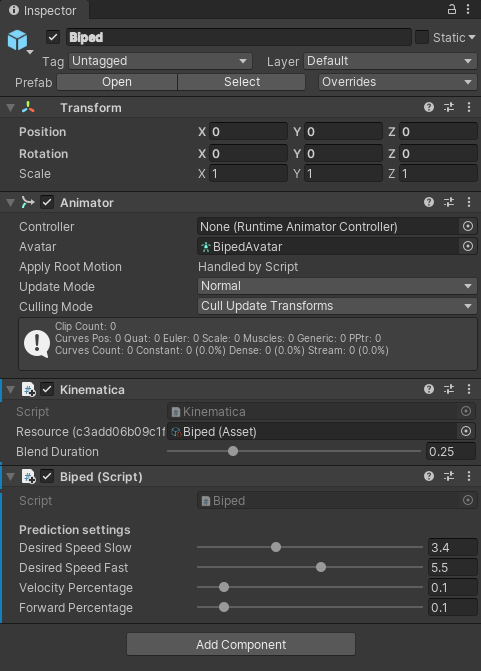 Inspector
Biped
Static
Tag Untagged Layer Default
Prefab Open Select Overrides
Transform
Position X 0 Y 0 Z 0
Rotation X 0 Y 0 Z 0
Scale X 1 Y 1 Z 1
Animator
Controller None (Runtime Animator Controller)
Avatar BipedAvatar
Apply Root Motion Handled by Script
Update Mode Normal
Culling Mode Cull Update Transforms
Clip Count: 0
Curves Pos: 0 Quat: 0 Euler: 0 Scale: 0 Muscles: 0 Generic: 0 PPtr: 0
Curves Count: 0 Constant: 0 (0.0%) Dense: 0 (0.0%) Stream: 0 (0.0%)
Kinematica
Script Kinematica
Resource (c3add06b09c1f Biped (Asset)
Blend Duration 0.25
Biped (Script)
Script Biped
Prediction settings
Desired Speed Slow 3.4
Desired Speed Fast 5.5
Velocity Percentage 0.1
Forward Percentage 0.1
Add Component